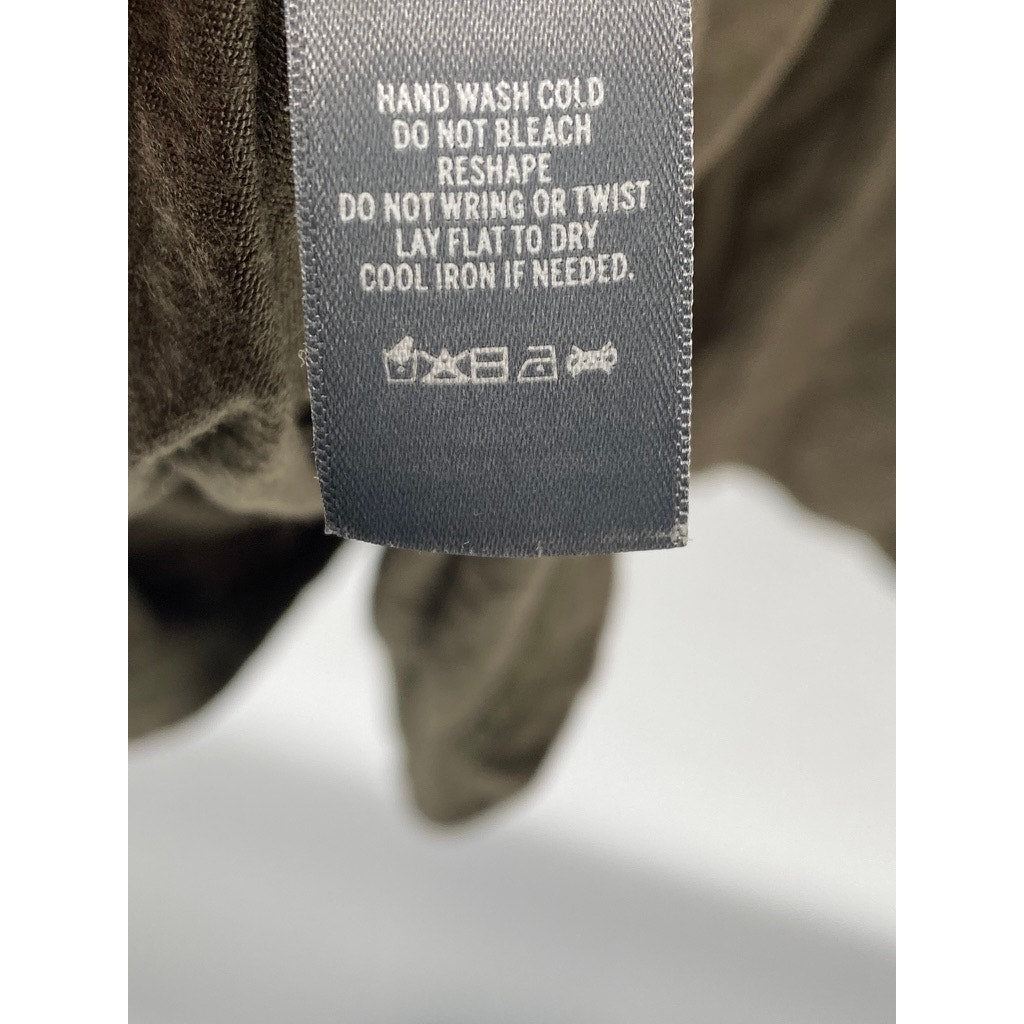 HAND WASH COLD
DO NOT BLEACH
RESHAPE
DO NOT WRING OR TWIST
LAY FLAT TO DRY
COOL IRON IF NEEDED.